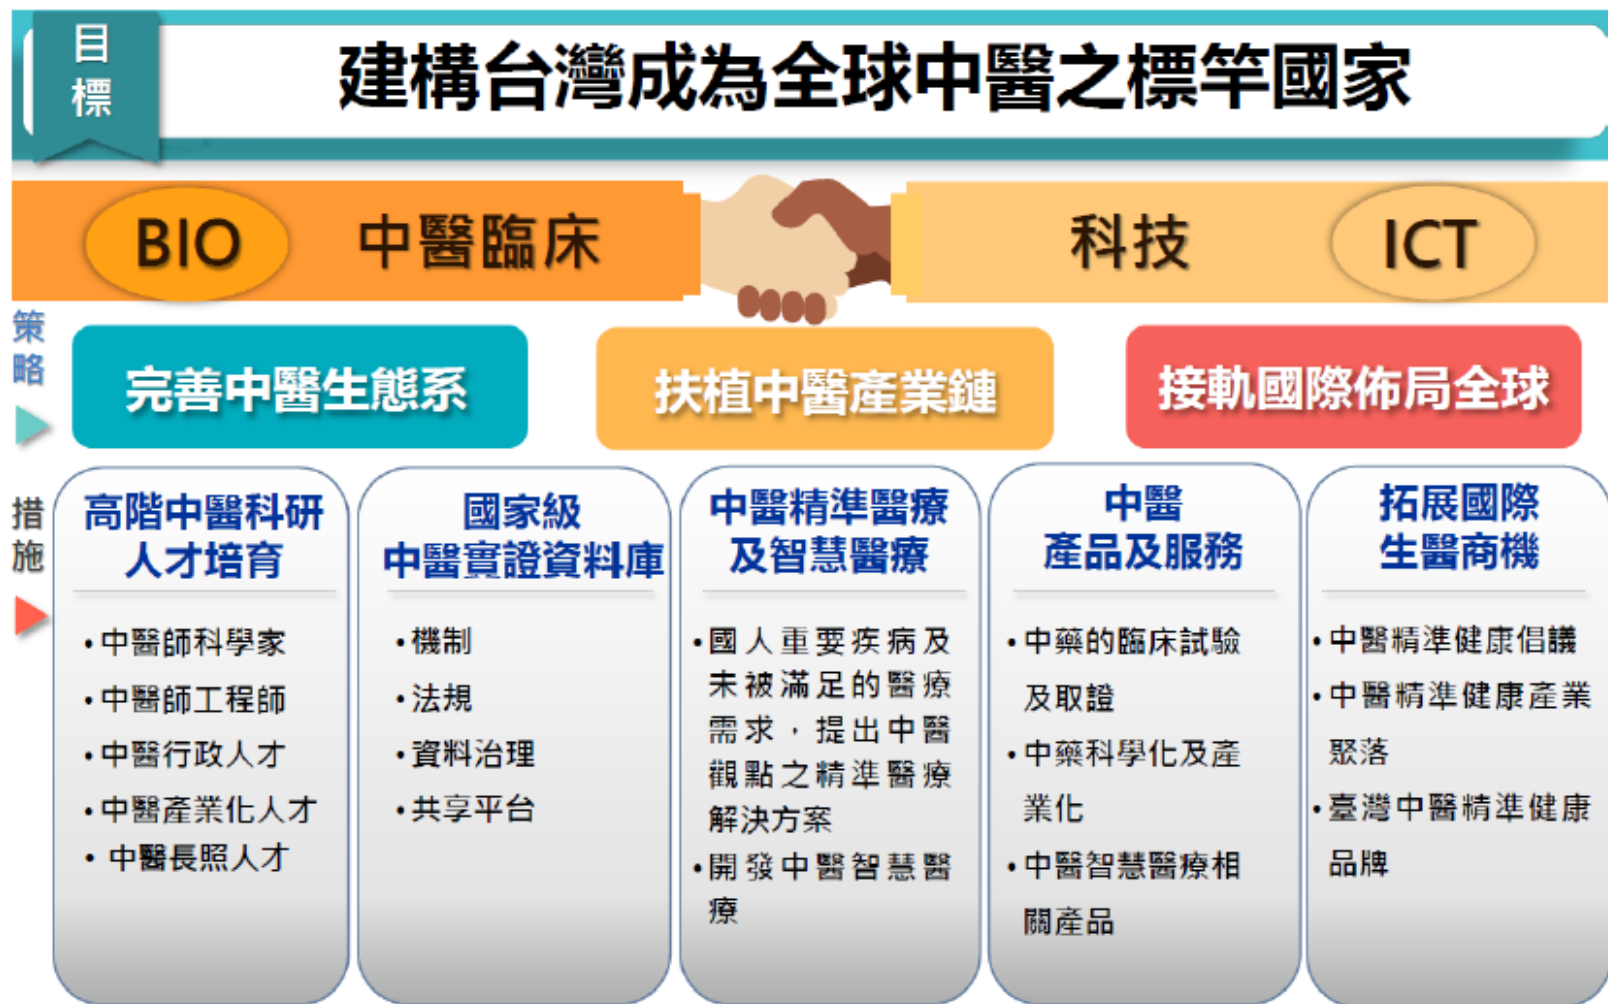 目
標
建構台灣成為全球中醫之標竿國家
BIO 中醫臨床
科技 ICT
策
略
完善中醫生態系
扶植中醫產業鏈
接軌國際佈局全球
措
施
高階中醫科研
人才培育
•中醫師科學家
•中醫師工程師
•中醫行政人才
•中醫產業化人才
•中醫長照人才
國家級
中醫實證資料庫
•機制
•法規
•資料治理
•共享平台
中醫精準醫療
及智慧醫療
•國人重要疾病及
未被滿足的醫療
需求，提出中醫
觀點之精準醫療
解決方案
•開發中醫智慧醫
療
中醫
產品及服務
•中藥的臨床試驗
及取證
•中藥科學化及產
業化
•中醫智慧醫療相
關產品
拓展國際
生醫商機
•中醫精準健康倡議
•中醫精準健康產業
聚落
•臺灣中醫精準健康
品牌